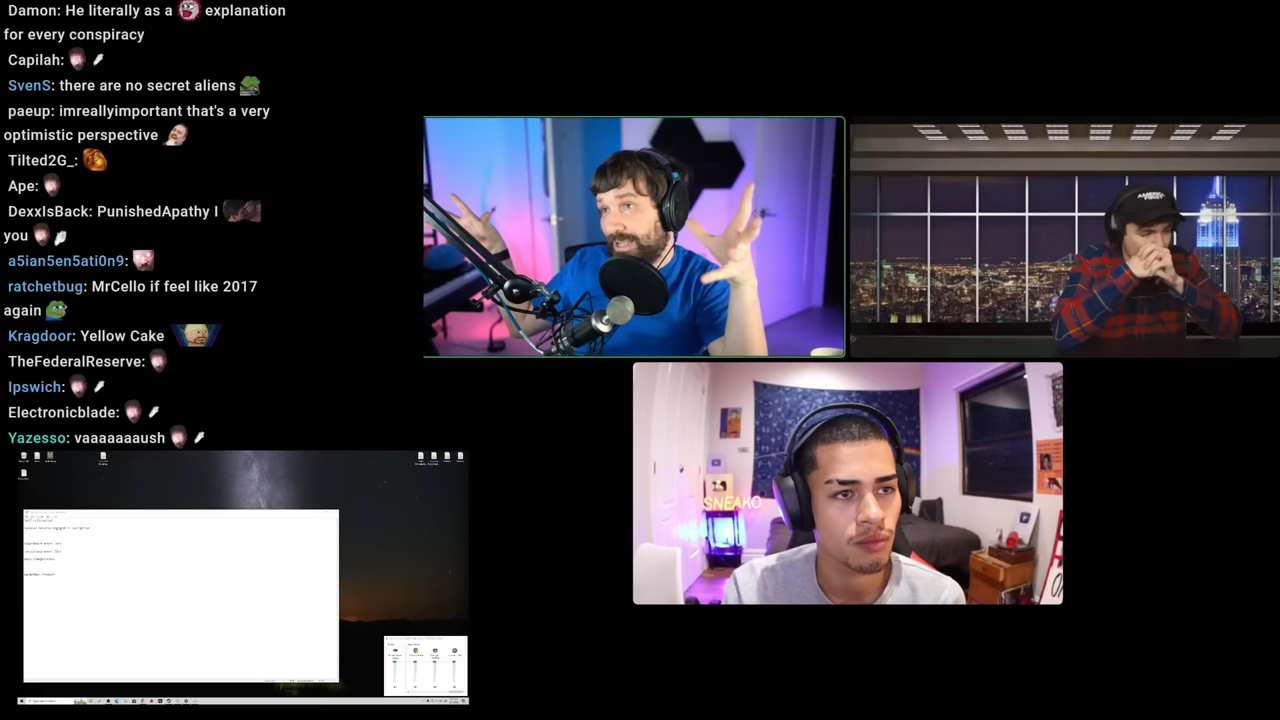 Damon: He literally as a explanation
for every conspiracy
Capilah:
SvenS: there are no secret aliens
paeup: imreallyimportant that's a very
optimistic perspective
Tilted2G_:
Ape:
DexxIsBack: PunishedApathy I
you
a5ian5en5ati0n9:
ratchetbug: MrCello if feel like 2017
again
Kragdoor: Yellow Cake
TheFederalReserve:
Ipswich:
Electronicblade:
Yazesso: vaaaaaaaush
AMERICA
FIRST
SNEAKO